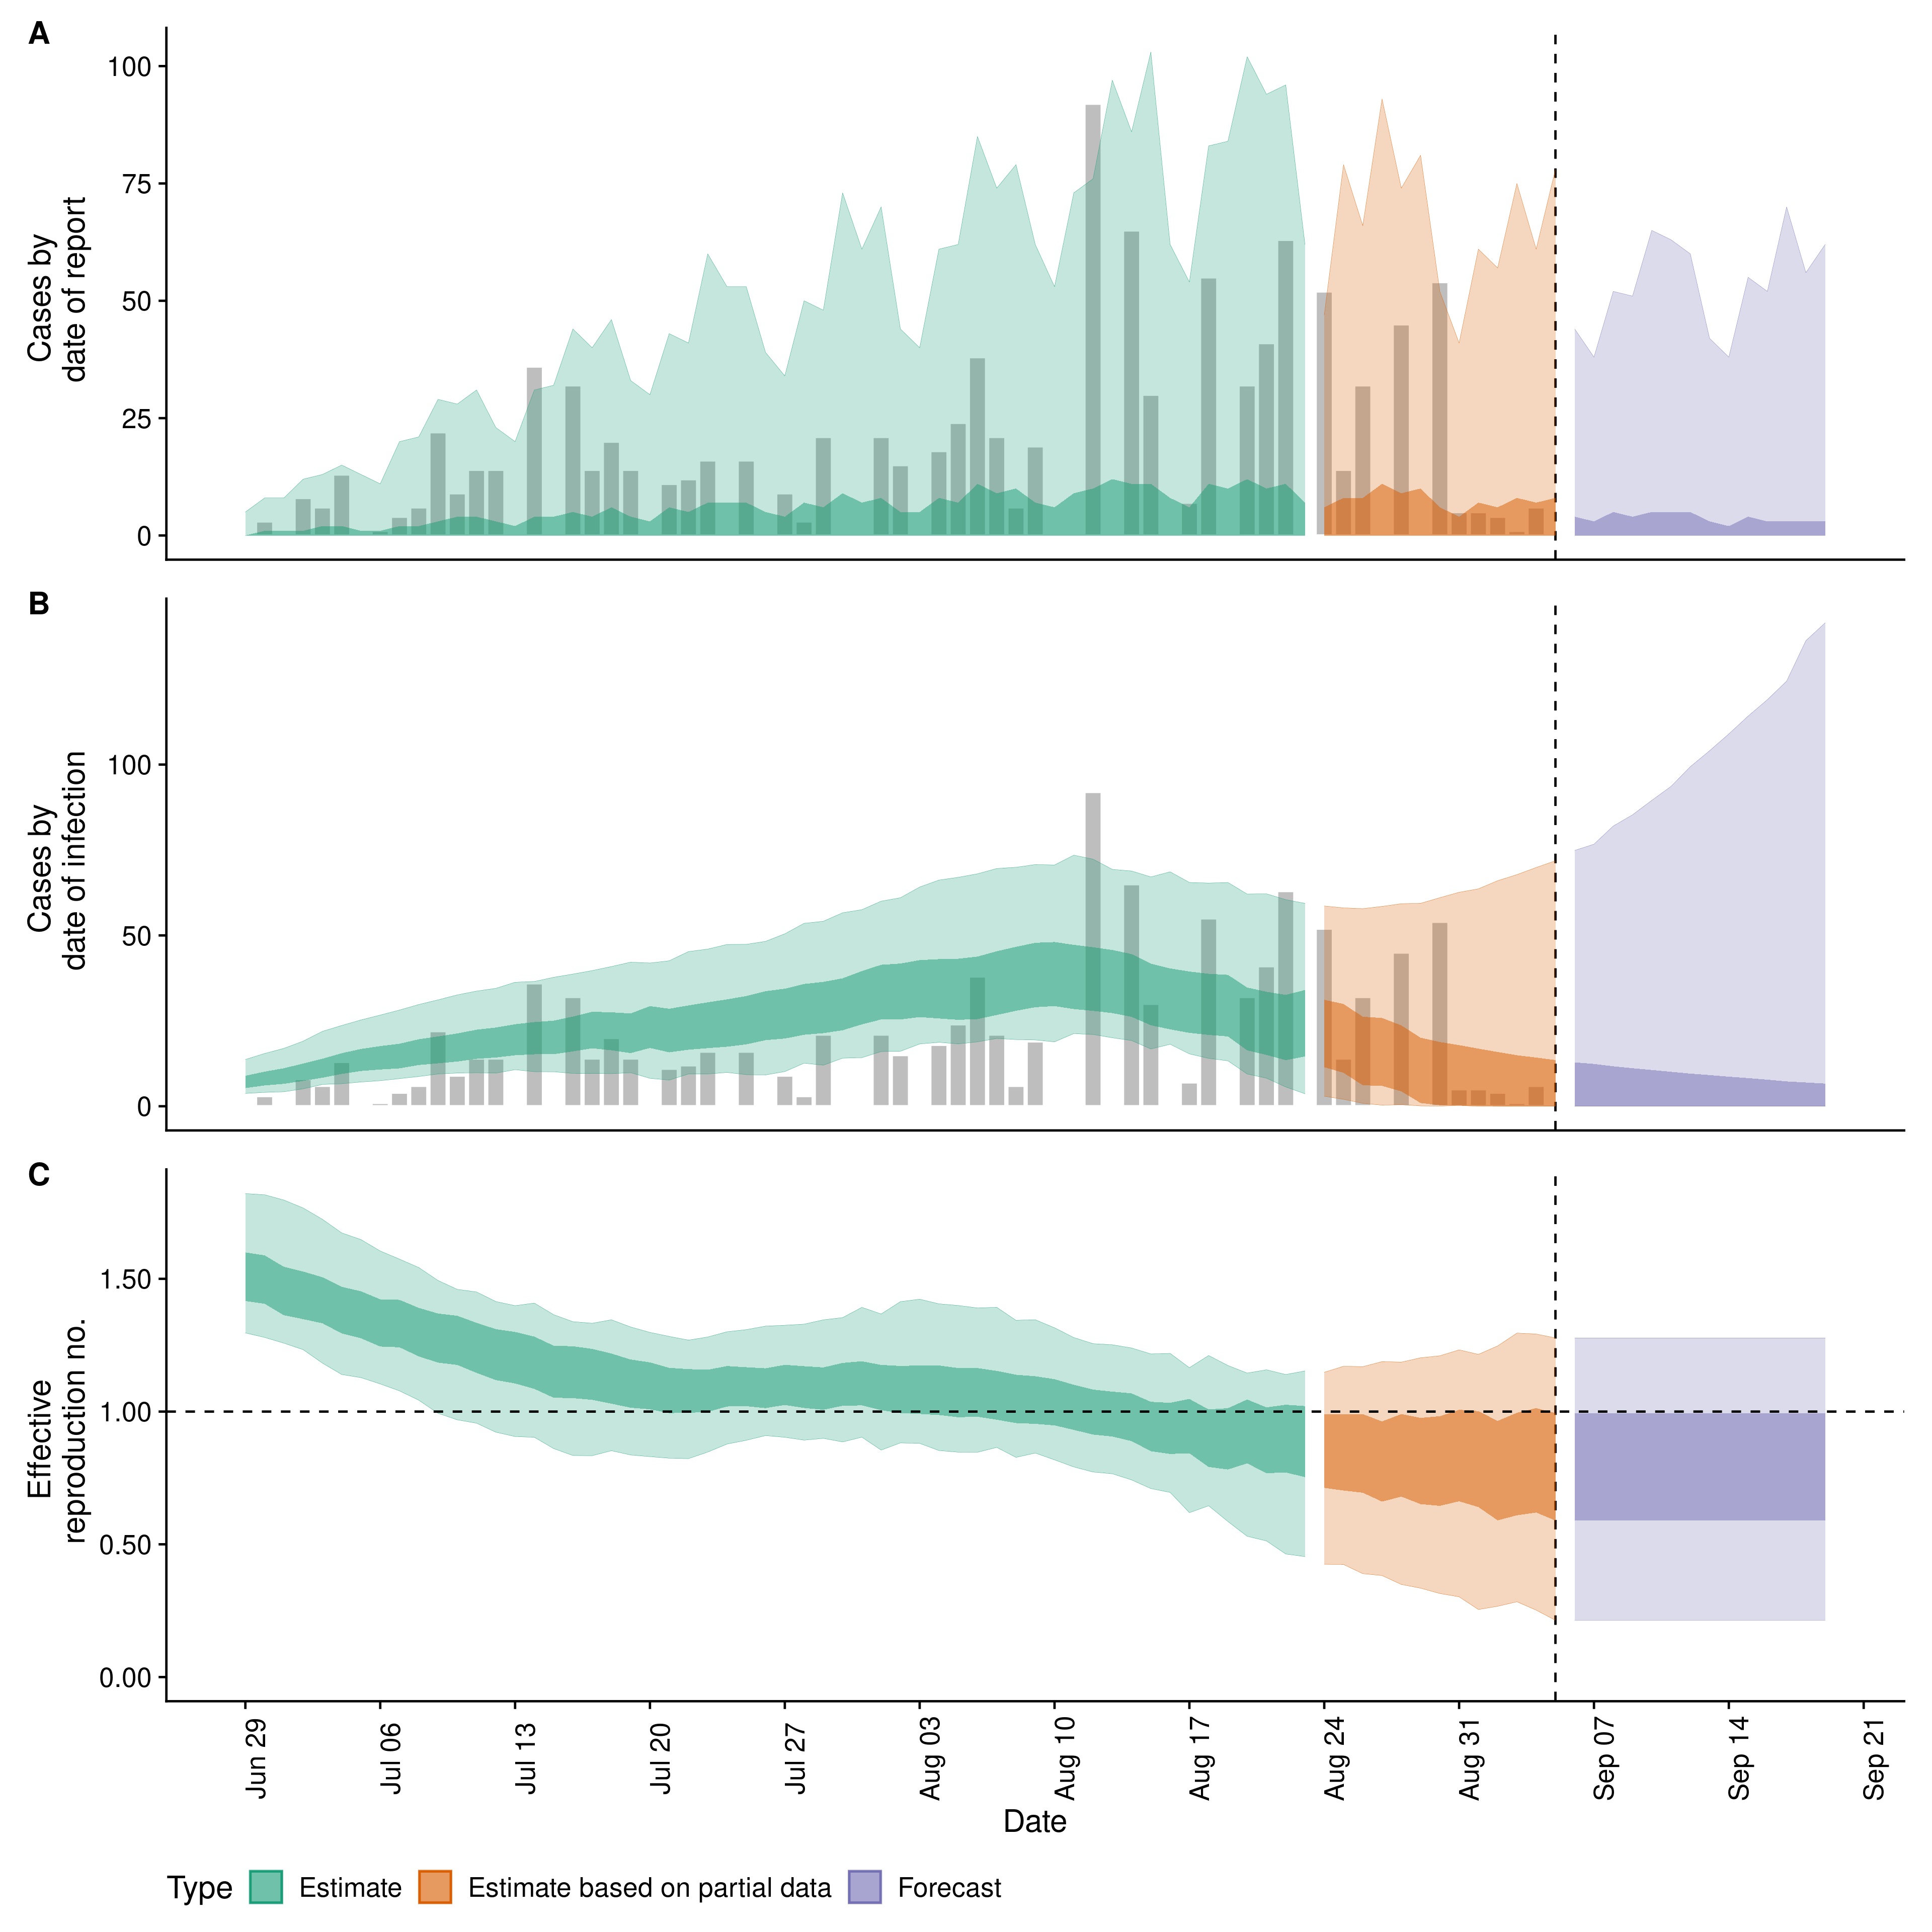 A
Cases by
date of report
100
75
50
25
0
B
Cases by
date of infection
100
50
0
C
Effective
reproduction no.
1.50
1.00
0.50
0.00
Jun 29
Jul 06
Jul 13
Jul 20
Jul 27
Aug 03
Aug 10
Aug 17
Aug 24
Aug 31
Sep 07
Sep 14
Sep 21
Date
Type Estimate Estimate based on partial data Forecast